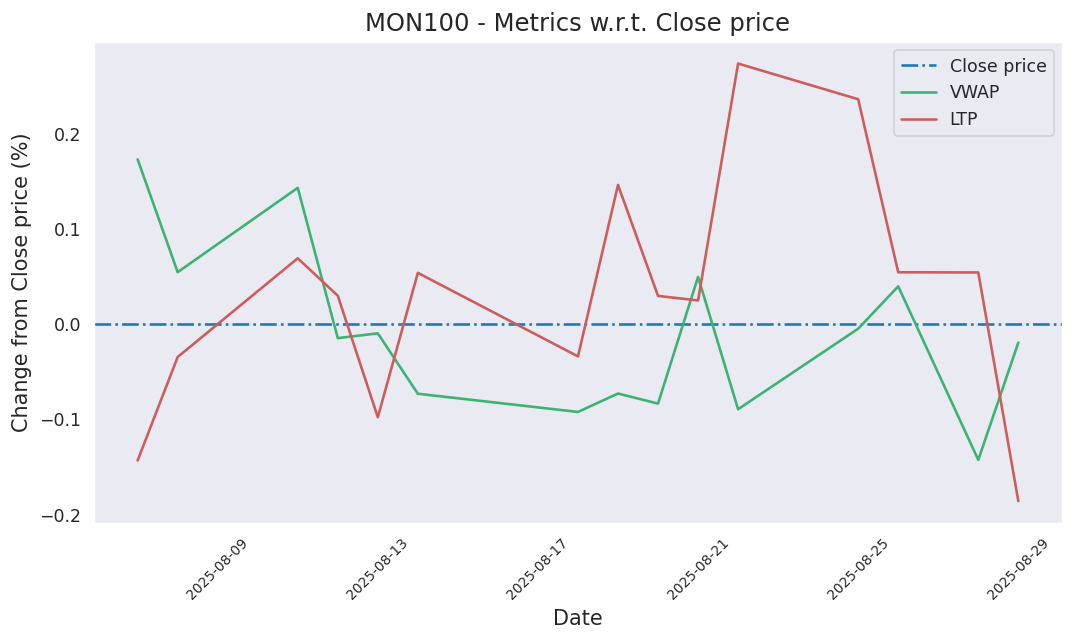 MON100 - Metrics w.r.t. Close price
Close price
VWAP
LTP
Change from Close price (%)
0.2
0.1
0.0
−0.1
−0.2
2025-08-09
2025-08-13
2025-08-17
2025-08-21
2025-08-25
2025-08-29
Date